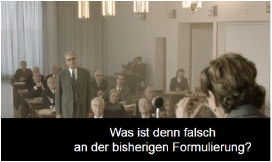 Was ist denn falsch
an der bisherigen Formulierung?